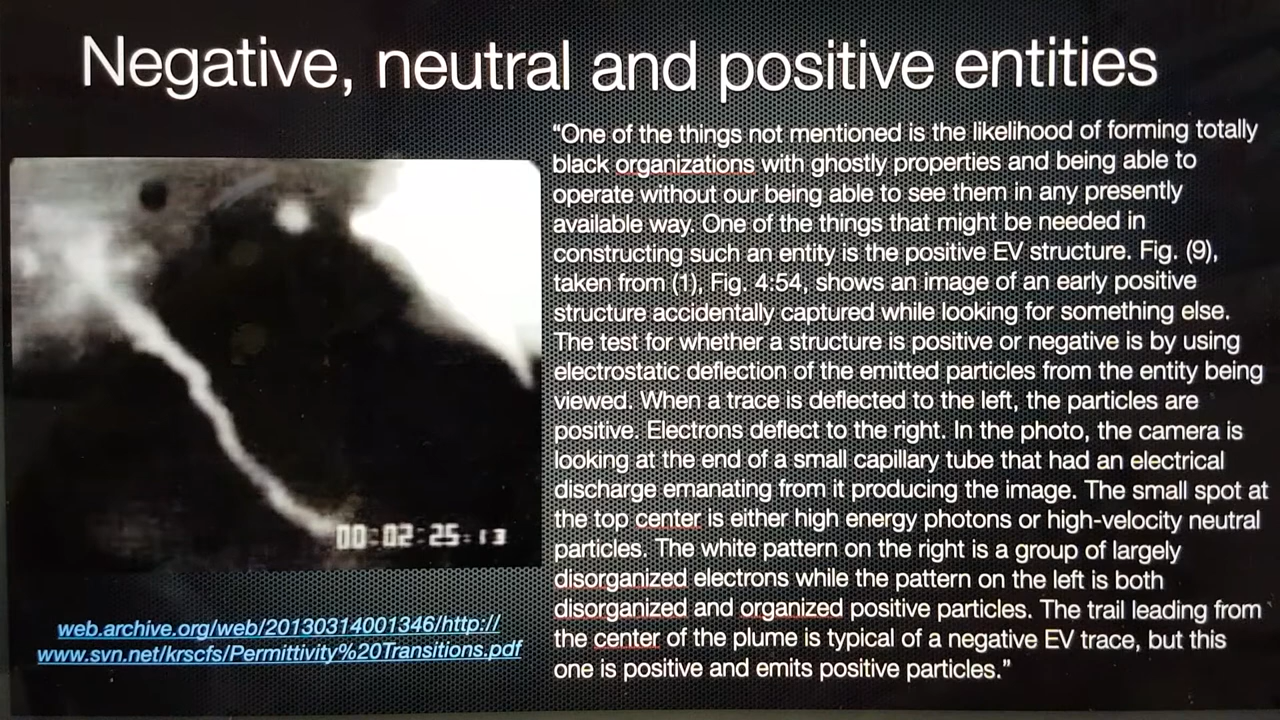 Negative, neutral and positive entities
“One of the things not mentioned is the likelihood of forming totally
black organizations with ghostly properties and being able to
operate without our being able to see them in any presently
available way. One of the things that might be needed in
constructing such an entity is the positive EV structure. Fig. (9),
taken from (1), Fig. 4:54, shows an image of an early positive
structure accidentally captured while looking for something else.
The test for whether a structure is positive or negative is by using
electrostatic deflection of the emitted particles from the entity being
viewed. When a trace is deflected to the left, the particles are
positive. Electrons deflect to the right. In the photo, the camera is
looking at the end of a small capillary tube that had an electrical
discharge emanating from it producing the image. The small spot at
the top center is either high energy photons or high-velocity neutral
particles. The white pattern on the right is a group of largely
disorganized electrons while the pattern on the left is both
disorganized and organized positive particles. The trail leading from
the center of the plume is typical of a negative EV trace, but this
one is positive and emits positive particles.”
00:02:25:13
web.archive.org/web/20130314001346/http://
www.svn.net/krscfs/Permittivity%20Transitions.pdf